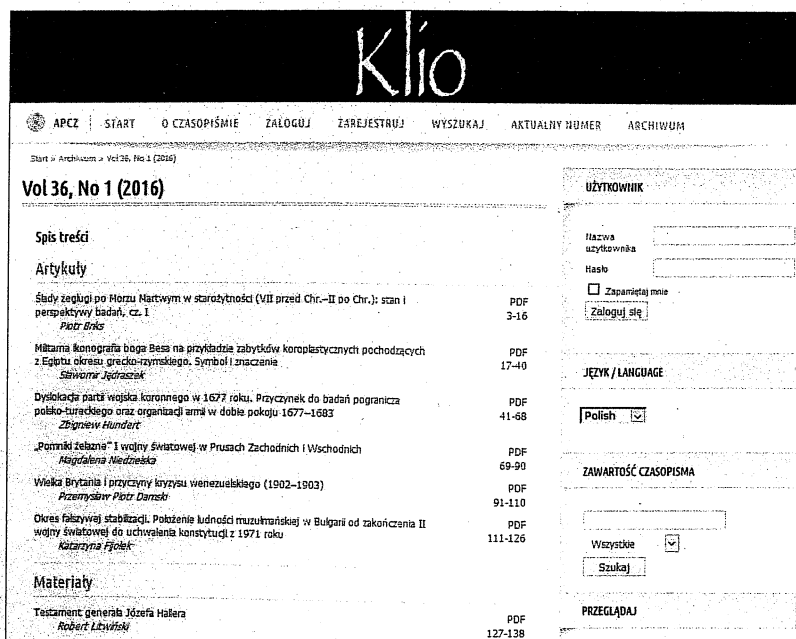 Klio
APCZ START O CZASOPIŚMIE ZALOGUJ ZAREJESTRUJ WYSZUKAJ AKTUALNY NUMER ARCHIWUM
Start » Archiwum » Vol 36, No 1 (2016)
Vol 36, No 1 (2016)
Spis treści
Artykuły
Ślady żeglugi po Morzu Martwym w starożytności (VII przed Chr.–II po Chr.): stan i
perspektywy badań, cz. I
Piotr Briks
PDF
3-16
Militarna ikonografia boga Besa na przykładzie zabytków koroplastycznych pochodzących
z Egiptu okresu grecko-rzymskiego. Symbol i znaczenie
Sławomir Jędraszek
PDF
17-40
Dyslokacja partii wojska koronnego w 1677 roku. Przyczynek do badań pogranicza
polsko-tureckiego oraz organizacji armii w dobie pokoju 1677–1683
Zbigniew Hundert
PDF
41-68
„Pomniki żelazne” I wojny światowej w Prusach Zachodnich i Wschodnich
Magdalena Niedzielska
PDF
69-90
Wielka Brytania i przyczyny kryzysu wenezuelskiego (1902–1903)
Przemysław Piotr Damski
PDF
91-110
Okres fałszywej stabilizacji. Położenie ludności muzułmańskiej w Bułgarii od zakończenia II
wojny światowej do uchwalenia konstytucji z 1971 roku
Katarzyna Fijołek
PDF
111-126
Materiały
Testament generała Józefa Hallera
Robert Litwiński
PDF
127-138
UŻYTKOWNIK
Nazwa
użytkownika
Hasło
Zapamiętaj mnie
Zaloguj się
JĘZYK / LANGUAGE
Polish
ZAWARTOŚĆ CZASOPISMA
Wszystkie
Szukaj
PRZEGLĄDAJ